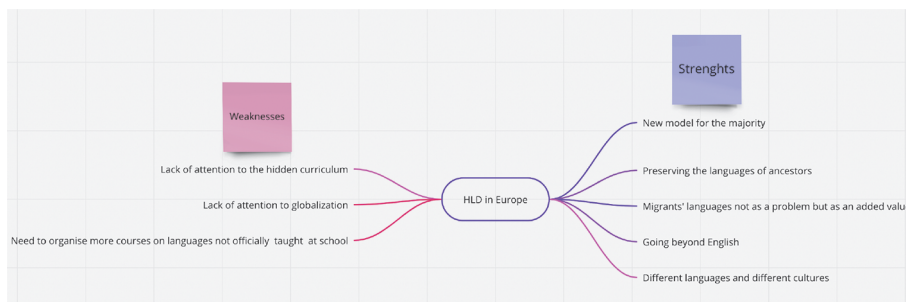 Strenghts
Weaknesses
New model for the majority
Lack of attention to the hidden curriculum
Preserving the languages of ancestors
HLD in Europe
Lack of attention to globalization
Migrants' languages not as a problem but as an added valu
Need to organise more courses on languages not officially taught at school
Going beyond English
Different languages and different cultures